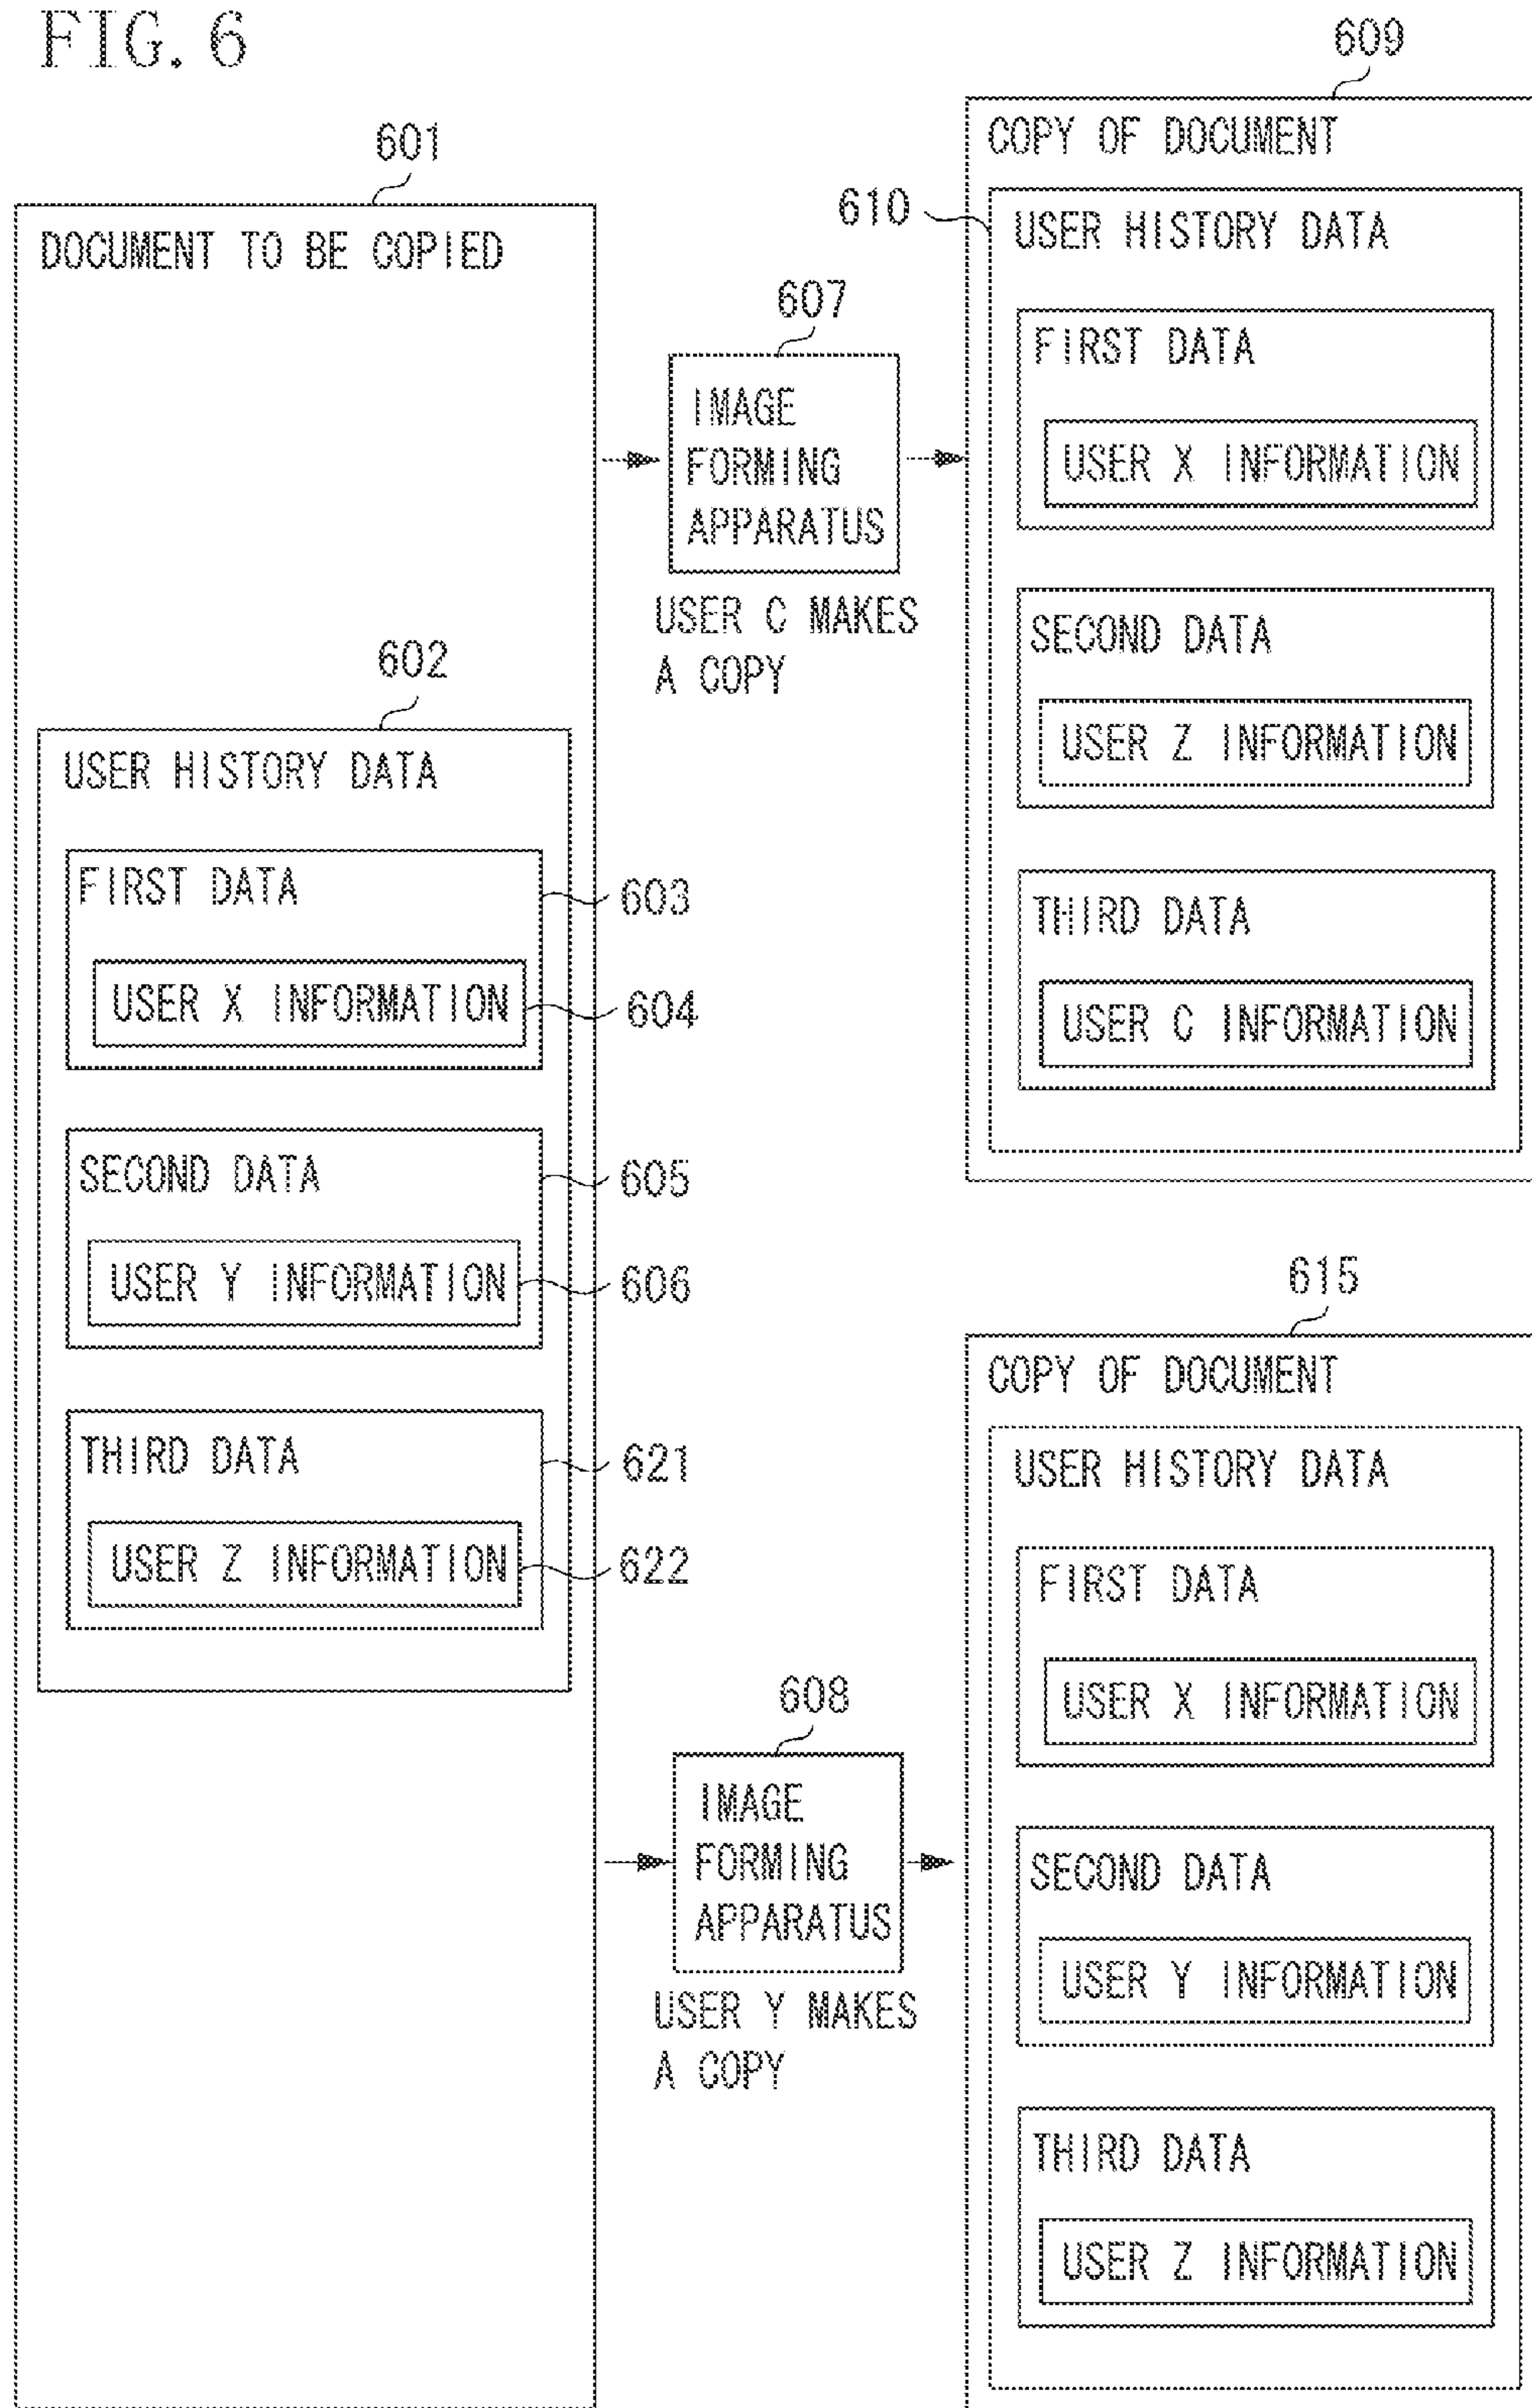 FIG. 6
601
DOCUMENT TO BE COPIED
602
USER HISTORY DATA
FIRST DATA
603
USER X INFORMATION
604
SECOND DATA
605
USER Y INFORMATION
606
THIRD DATA
621
USER Z INFORMATION
622
607
IMAGE
FORMING
APPARATUS
USER C MAKES
A COPY
609
COPY OF DOCUMENT
610
USER HISTORY DATA
FIRST DATA
USER X INFORMATION
SECOND DATA
USER Z INFORMATION
THIRD DATA
USER C INFORMATION
608
IMAGE
FORMING
APPARATUS
USER Y MAKES
A COPY
615
COPY OF DOCUMENT
USER HISTORY DATA
FIRST DATA
USER X INFORMATION
SECOND DATA
USER Y INFORMATION
THIRD DATA
USER Z INFORMATION